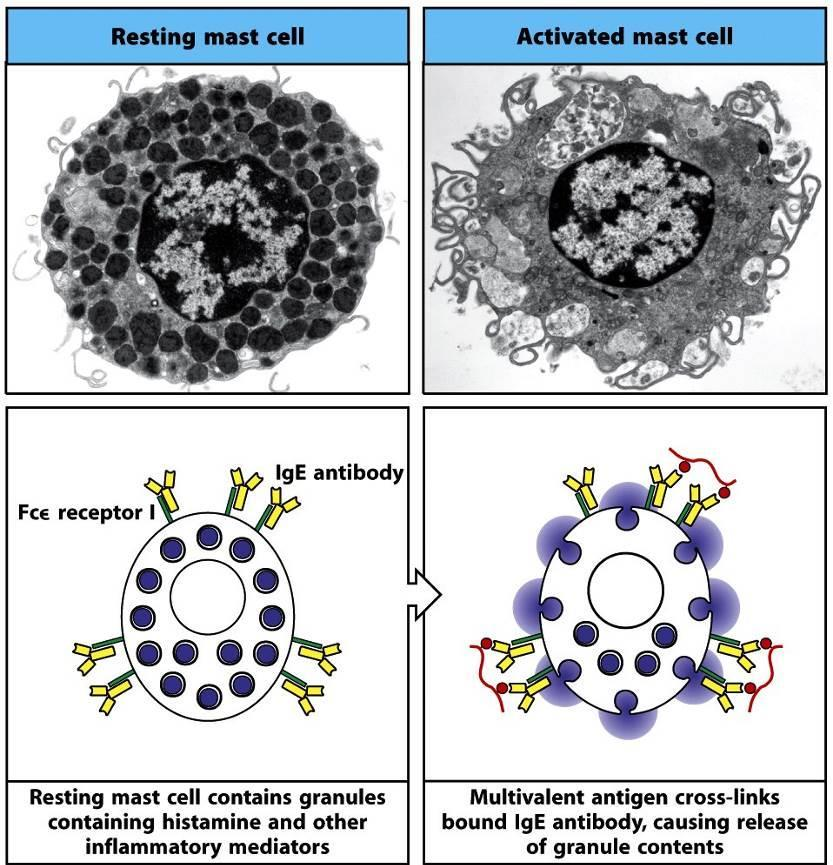 Resting mast cell
Activated mast cell
IgE antibody
Fcϵ receptor I
Resting mast cell contains granules
containing histamine and other
inflammatory mediators
Multivalent antigen cross-links
bound IgE antibody, causing release
of granule contents